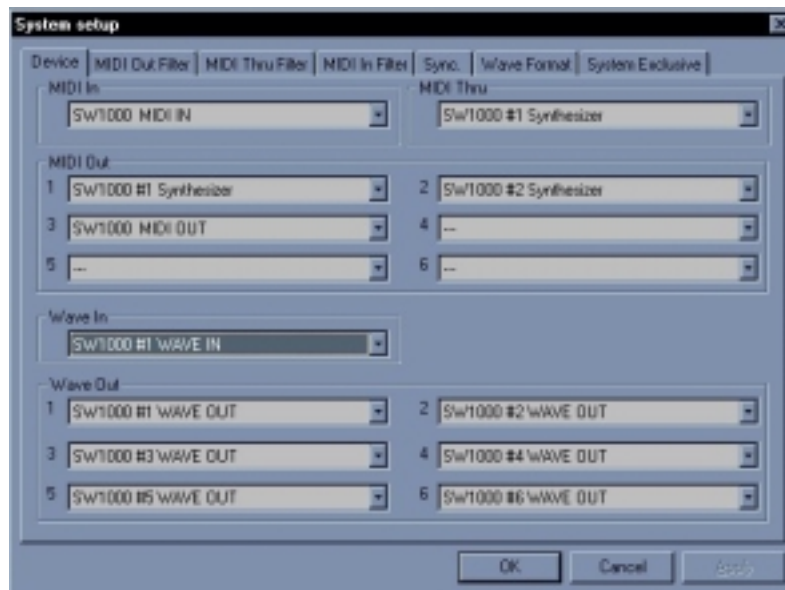 System setup
Device MIDI Out Filter MIDI Thru Filter MIDI In Filter Sync. Wave Format System Exclusive
MIDI In MIDI Thru
SW1000 MIDI IN SW1000 #1 Synthesizer
MIDI Out
1 SW1000 #1 Synthesizer 2 SW1000 #2 Synthesizer
3 SW1000 MIDI OUT 4 ---
5 --- 6 ---
Wave In
SW1000 #1 WAVE IN
Wave Out
1 SW1000 #1 WAVE OUT 2 SW1000 #2 WAVE OUT
3 SW1000 #3 WAVE OUT 4 SW1000 #4 WAVE OUT
5 SW1000 #5 WAVE OUT 6 SW1000 #6 WAVE OUT
OK Cancel Apply